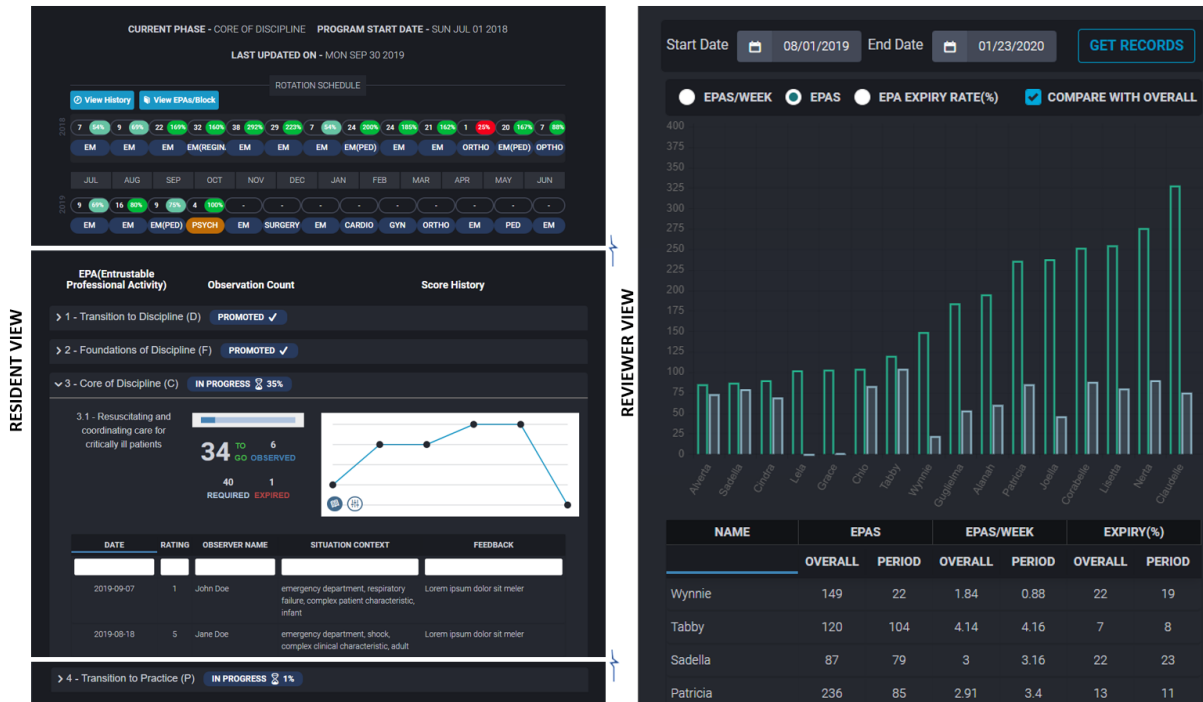 RESIDENT VIEW
CURRENT PHASE - CORE OF DISCIPLINE PROGRAM START DATE - SUN JUL 01 2018
LAST UPDATED ON - MON SEP 30 2019
ROTATION SCHEDULE
View History View EPAs/Block
2018
7 54% 9 69% 22 169% 32 160% 38 292% 29 223% 7 54% 24 200% 24 185% 21 162% 1 25% 20 167% 7 88%
EM EM EM EM(REGIN. EM EM EM EM(PED) EM EM ORTHO EM(PED) OPTHO
JUL AUG SEP OCT NOV DEC JAN FEB MAR APR MAY JUN
2019
9 69% 16 80% 9 75% 4 100% - - - - - - - - -
EM EM EM(PED) PSYCH EM SURGERY EM CARDIO GYN ORTHO EM PED EM
EPA(Entrustable
Professional Activity) Observation Count Score History
1 - Transition to Discipline (D) PROMOTED ✓
2 - Foundations of Discipline (F) PROMOTED ✓
3 - Core of Discipline (C) IN PROGRESS 35%
3.1 - Resuscitating and
coordinating care for
critically ill patients
34 TO GO 6 OBSERVED
40 REQUIRED 1 EXPIRED
DATE RATING OBSERVER NAME SITUATION CONTEXT FEEDBACK
2019-09-07 1 John Doe emergency department, respiratory Lorem ipsum dolor sit meler
failure, complex patient characteristic,
infant
2019-08-18 5 Jane Doe emergency department, shock, Lorem ipsum dolor sit meler
complex clinical characteristic, adult
4 - Transition to Practice (P) IN PROGRESS 1%
REVIEWER VIEW
Start Date 08/01/2019 End Date 01/23/2020 GET RECORDS
EPAS/WEEK EPAS EPA EXPIRY RATE(%) COMPARE WITH OVERALL
400
375
350
325
300
275
250
225
200
175
150
125
100
75
50
25
0
Alverta Sadella Cindra Lela Grace Chlo Tabby Wynnie Guglielma Alanah Patricia Joella Corabelle Lisetta Nerta Claudelle
NAME EPAS EPAS/WEEK EXPIRY(%)
OVERALL PERIOD OVERALL PERIOD OVERALL PERIOD
Wynnie 149 22 1.84 0.88 22 19
Tabby 120 104 4.14 4.16 7 8
Sadella 87 79 3 3.16 22 23
Patricia 236 85 2.91 3.4 13 11